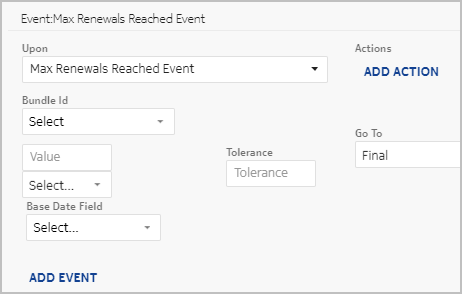 Event:Max Renewals Reached Event
Upon
Actions
Max Renewals Reached Event
ADD ACTION
Bundle Id
Select
Go To
Value
Tolerance
Final
Select...
Tolerance
Base Date Field
Select...
ADD EVENT